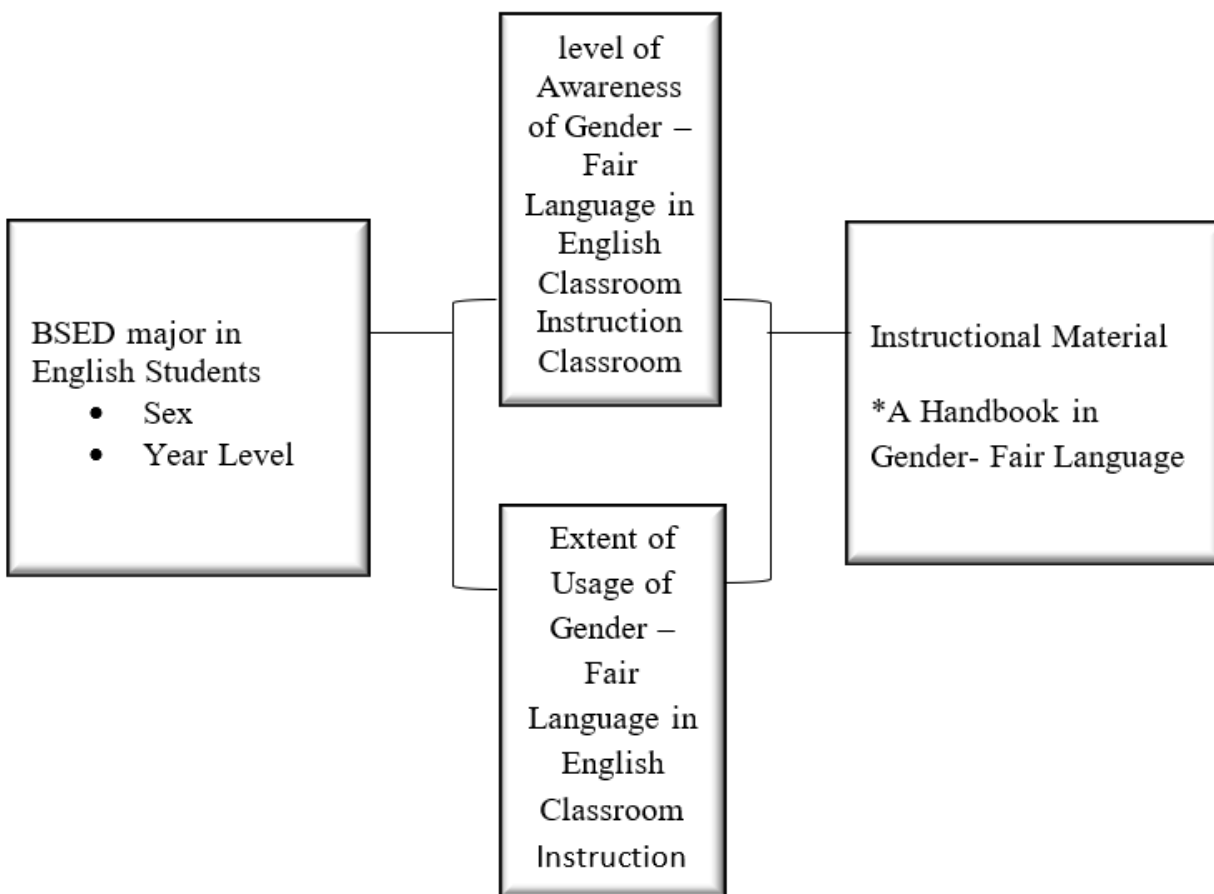 BSED major in
English Students
• Sex
• Year Level
level of
Awareness
of Gender –
Fair
Language in
English
Classroom
Instruction
Classroom
Extent of
Usage of
Gender –
Fair
Language in
English
Classroom
Instruction
Instructional Material
*A Handbook in
Gender- Fair Language